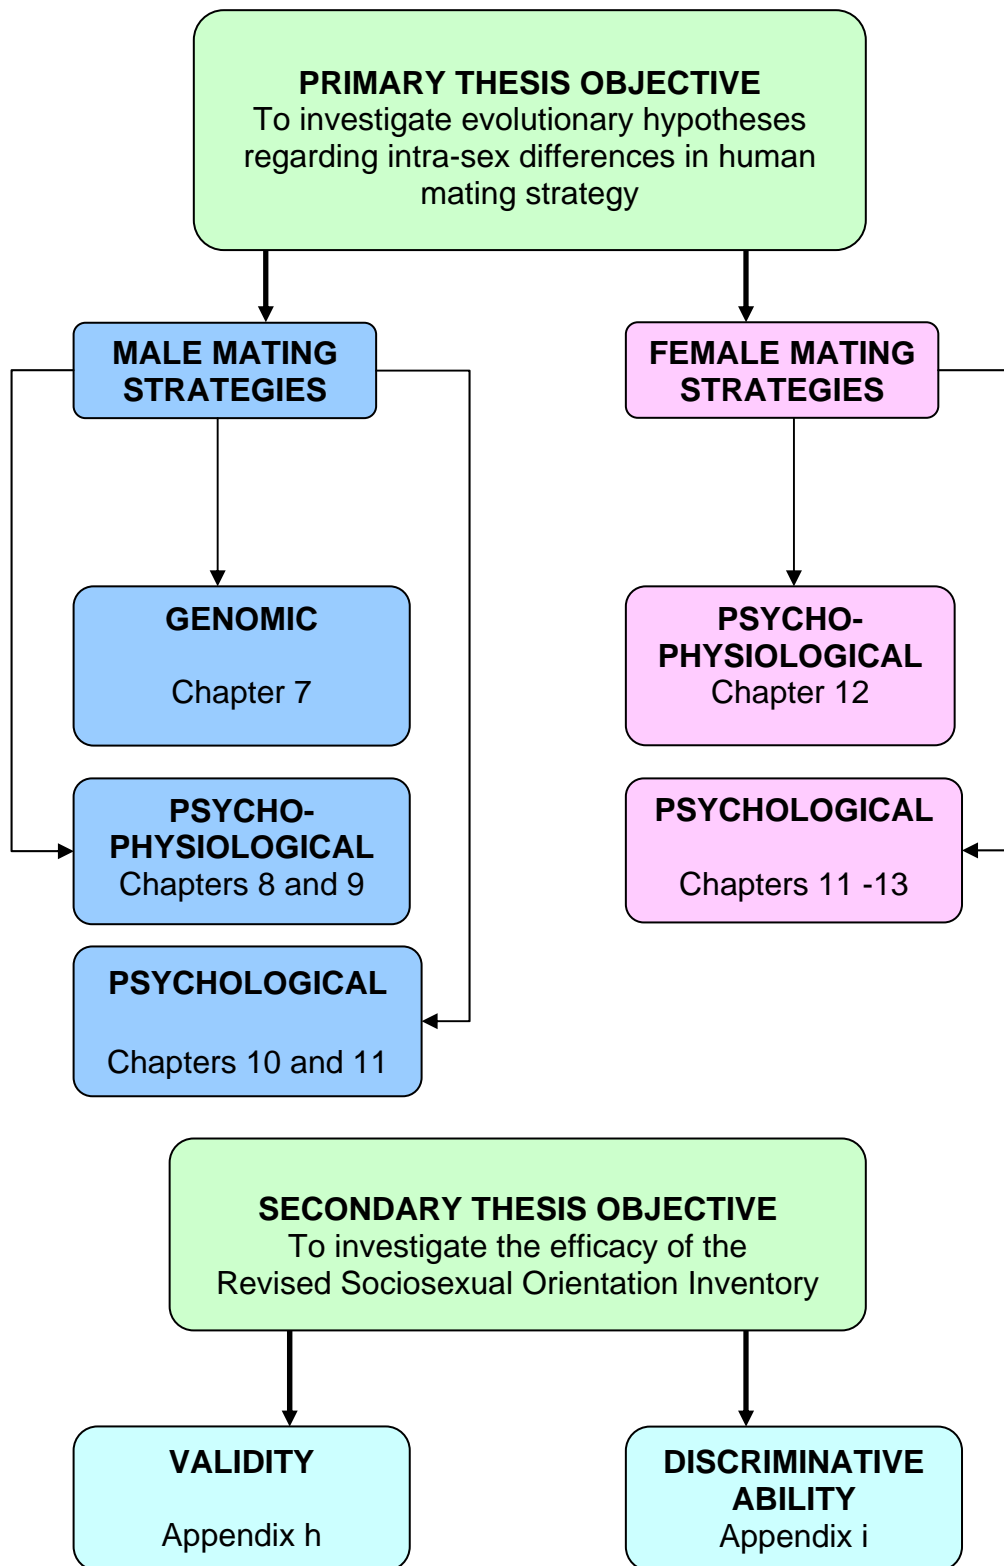 PRIMARY THESIS OBJECTIVE
To investigate evolutionary hypotheses
regarding intra-sex differences in human
mating strategy
MALE MATING
STRATEGIES
FEMALE MATING
STRATEGIES
GENOMIC
Chapter 7
PSYCHO-
PHYSIOLOGICAL
Chapter 12
PSYCHO-
PHYSIOLOGICAL
Chapters 8 and 9
PSYCHOLOGICAL
Chapters 11 -13
PSYCHOLOGICAL
Chapters 10 and 11
SECONDARY THESIS OBJECTIVE
To investigate the efficacy of the
Revised Sociosexual Orientation Inventory
VALIDITY
Appendix h
DISCRIMINATIVE
ABILITY
Appendix i